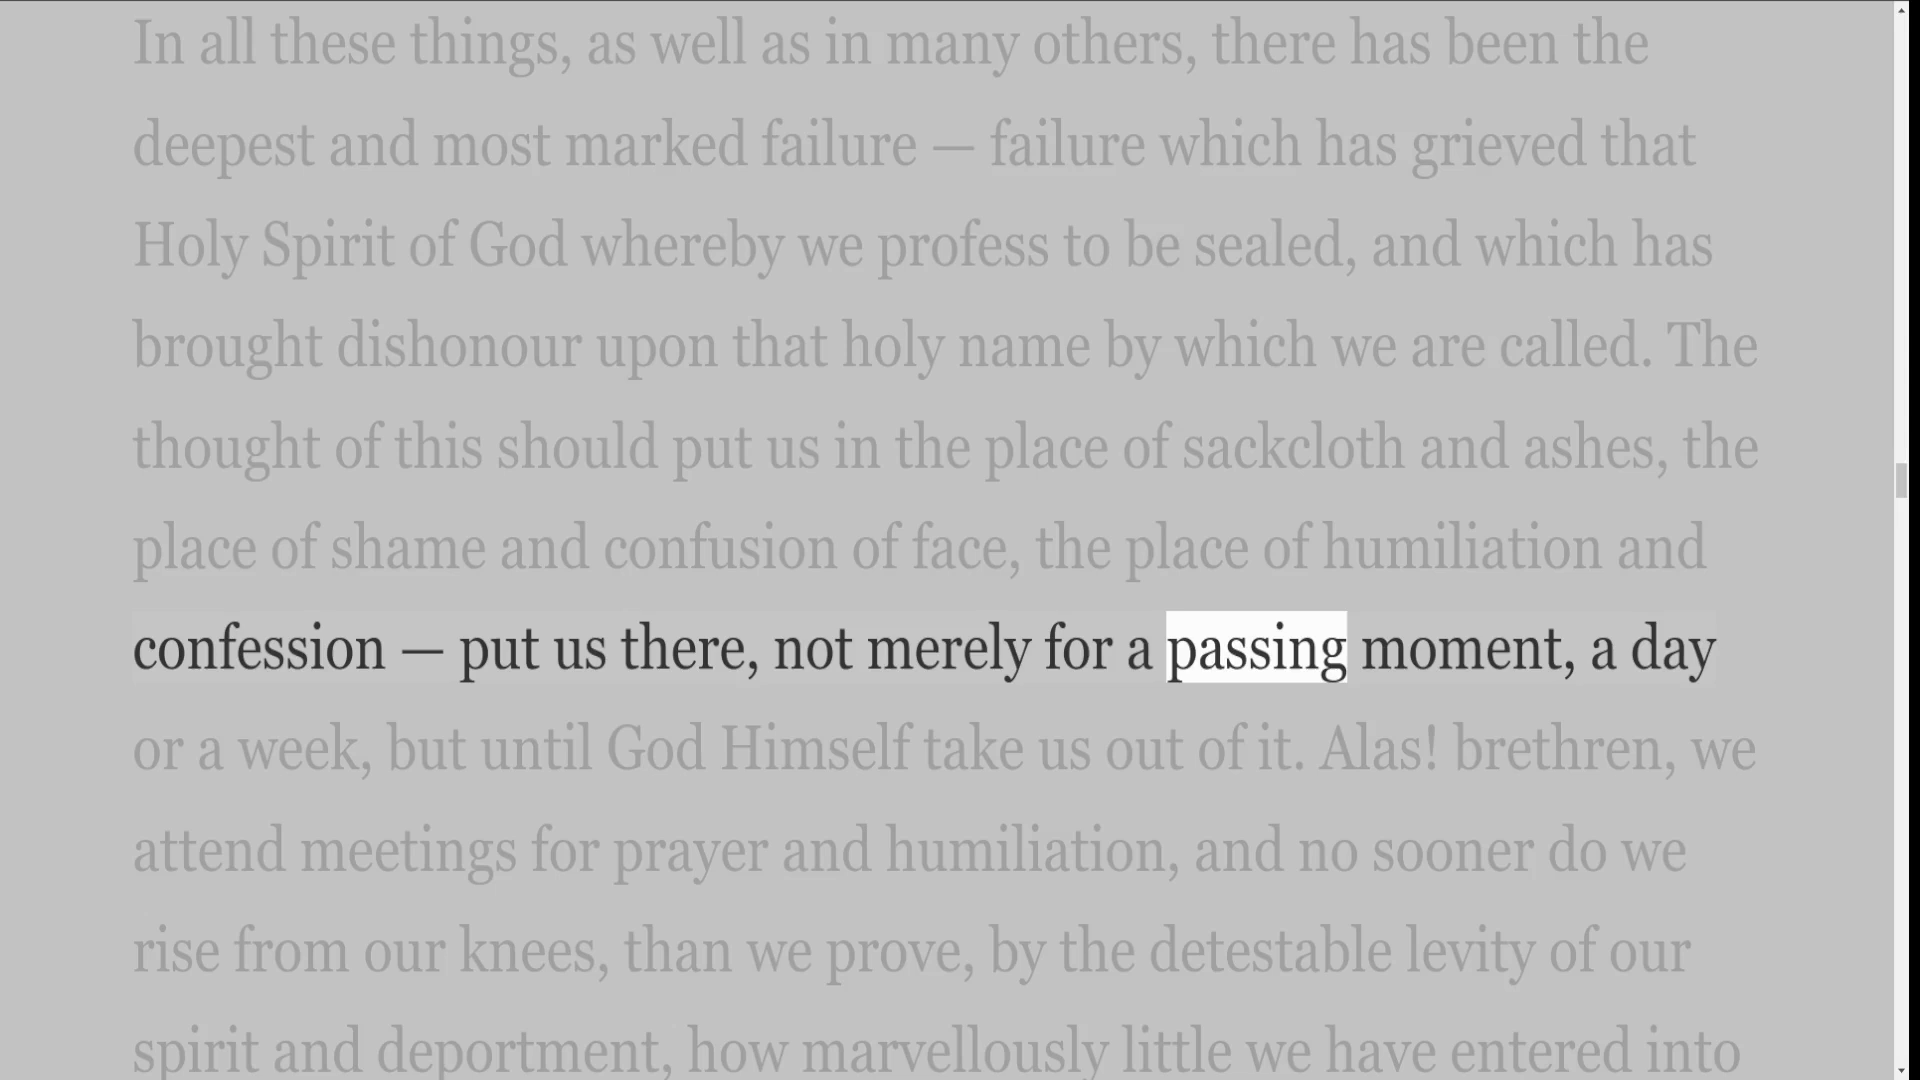 In all these things, as well as in many others, there has been the
deepest and most marked failure — failure which has grieved that
Holy Spirit of God whereby we profess to be sealed, and which has
brought dishonour upon that holy name by which we are called. The
thought of this should put us in the place of sackcloth and ashes, the
place of shame and confusion of face, the place of humiliation and
confession — put us there, not merely for a passing moment, a day
or a week, but until God Himself take us out of it. Alas! brethren, we
attend meetings for prayer and humiliation, and no sooner do we
rise from our knees, than we prove, by the detestable levity of our
spirit and deportment, how marvellously little we have entered into